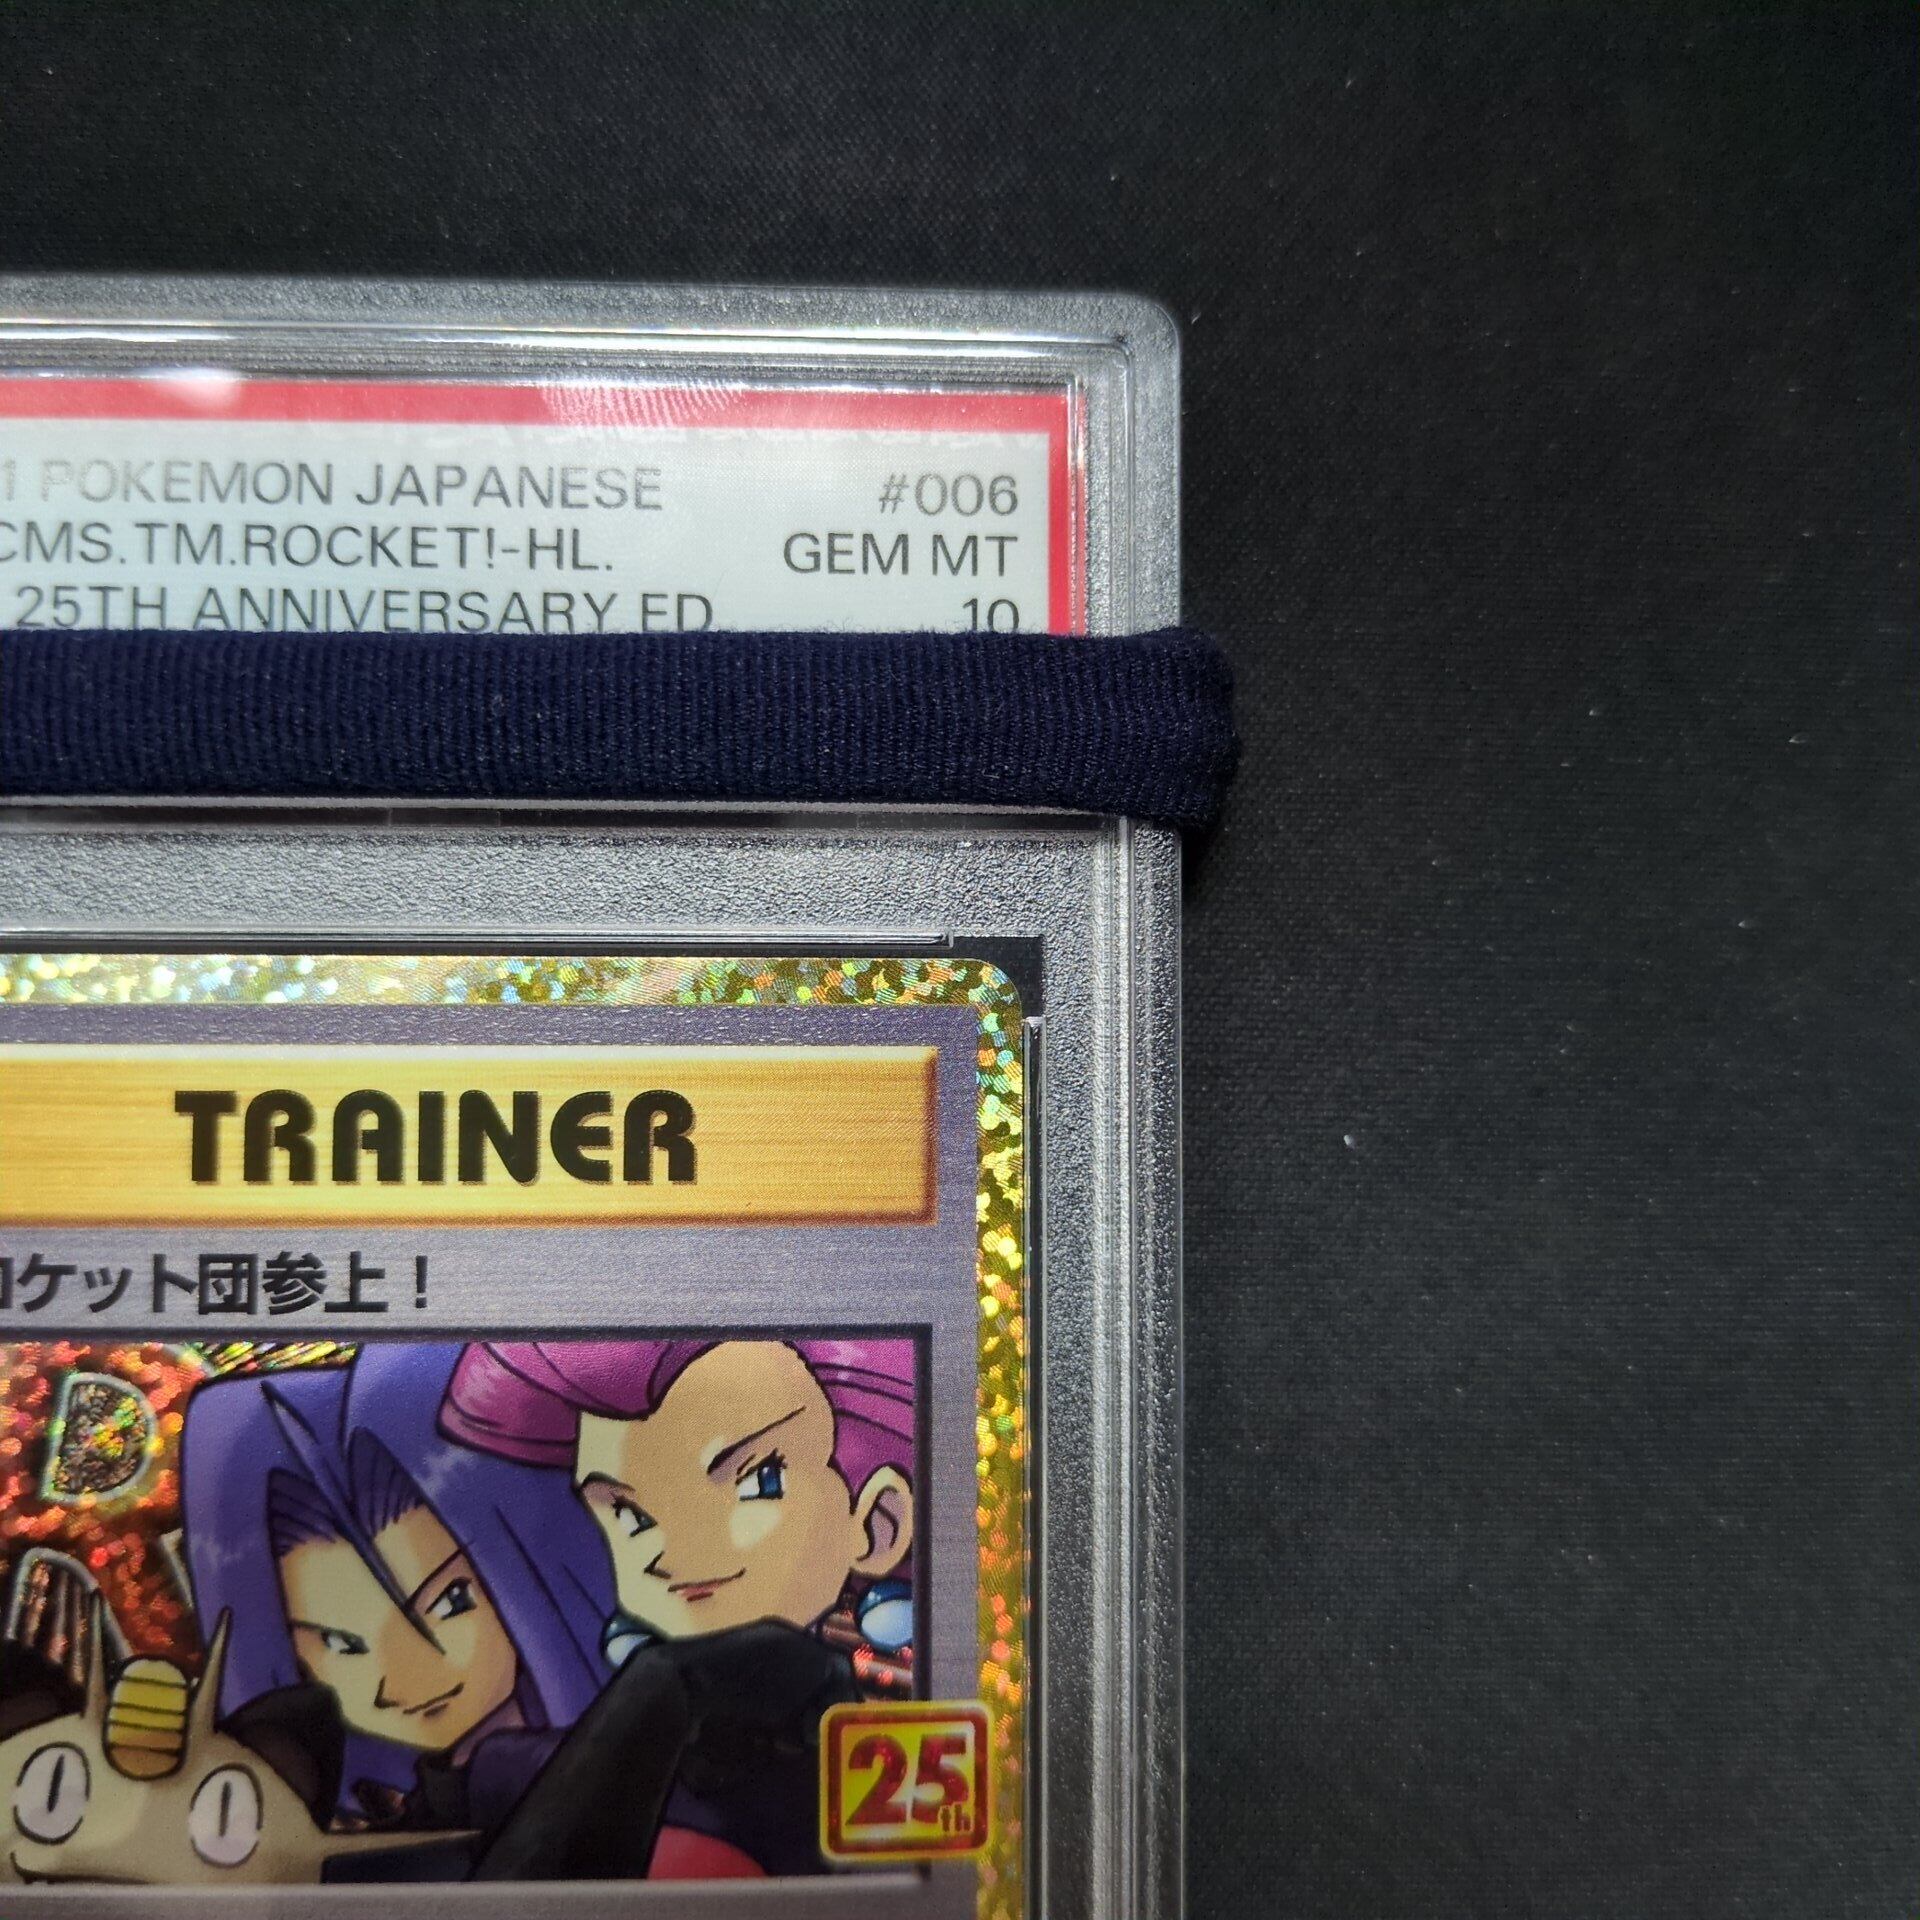 1 POKEMON JAPANESE #006
CMS.TM.ROCKET!-HL. GEM MT
25TH ANNIVERSARY ED 10
TRAINER
ロケット団参上！
25th